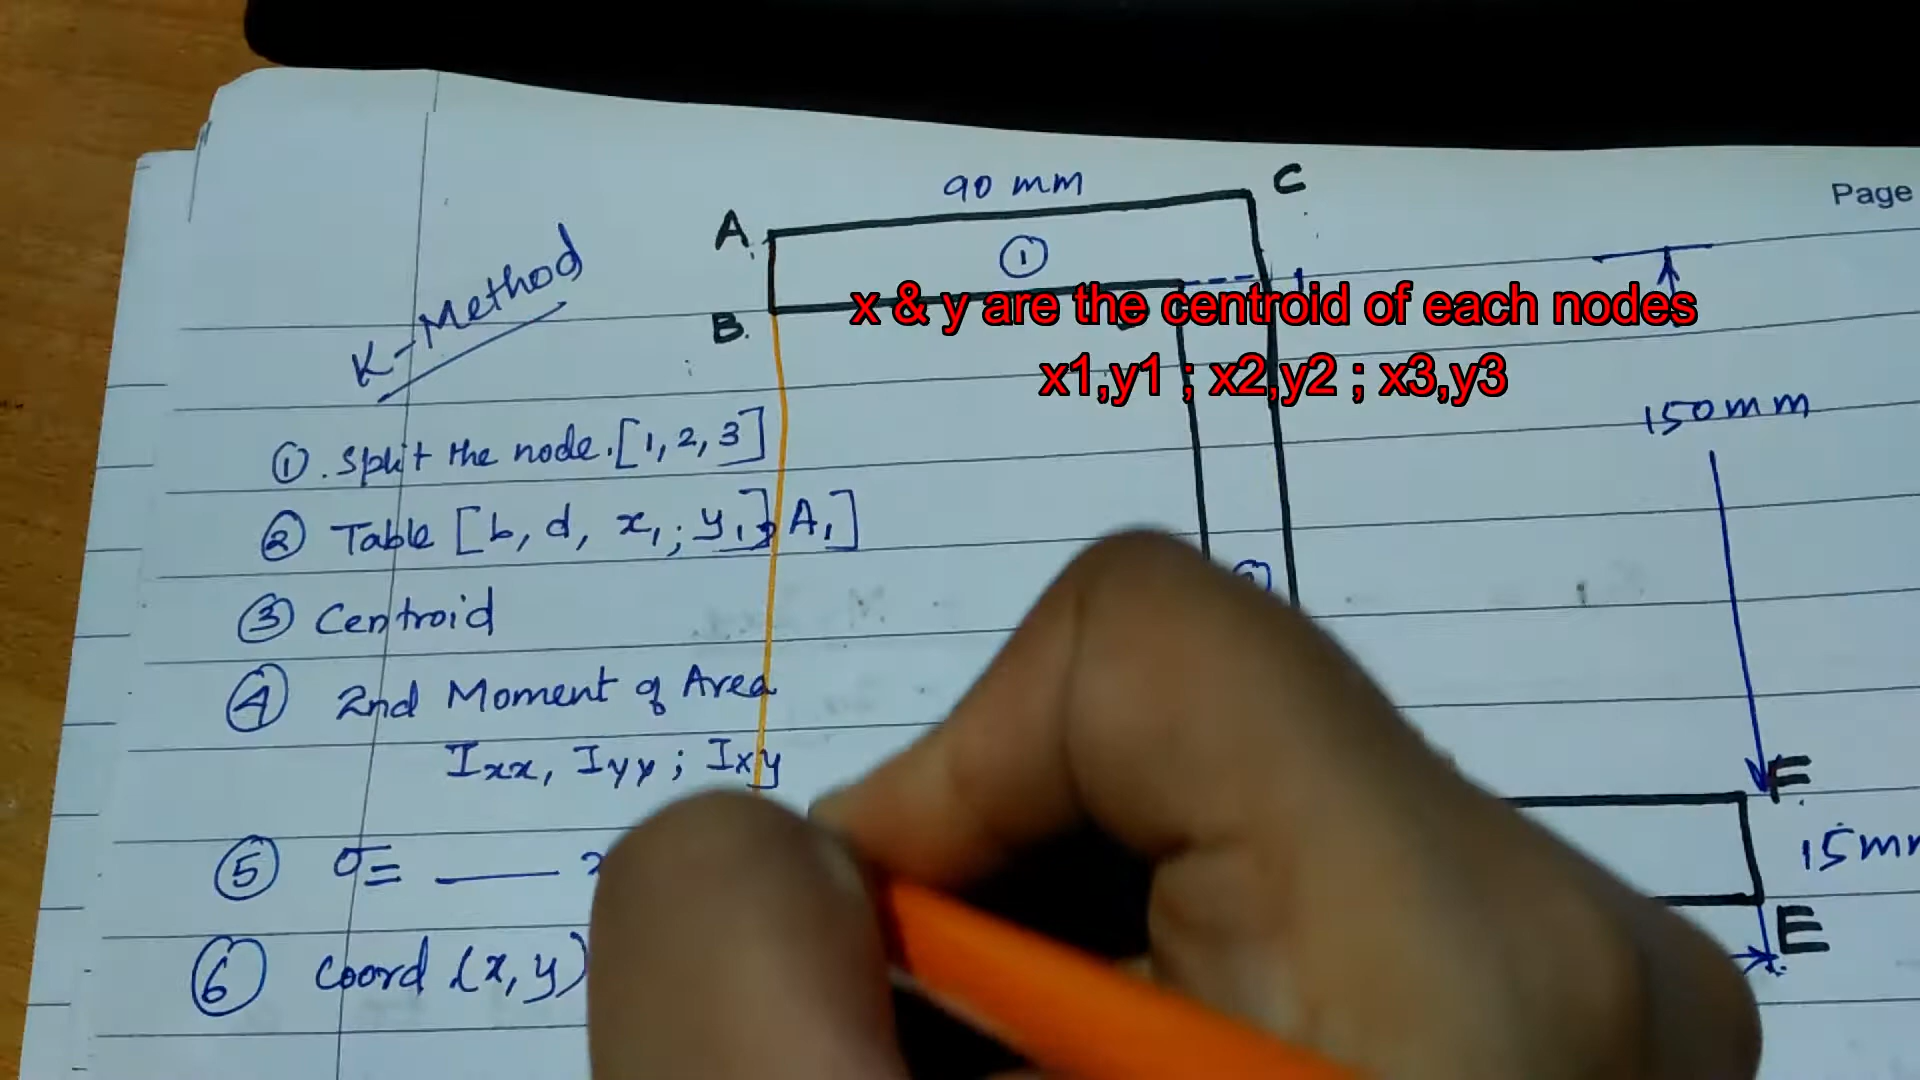 Page
90 mm
A
C
①
B
x & y are the centroid of each nodes
x1,y1 ; x2,y2 ; x3,y3
K-Method
150mm
①. Split the node.[1, 2, 3]
② Table [b, d, x₁; y₁] A₁]
③ Centroid
④ 2nd Moment of Area
Ixx, Iyy; Ixy
F
15m
E
⑤ σ = ___
⑥ coord (x, y)